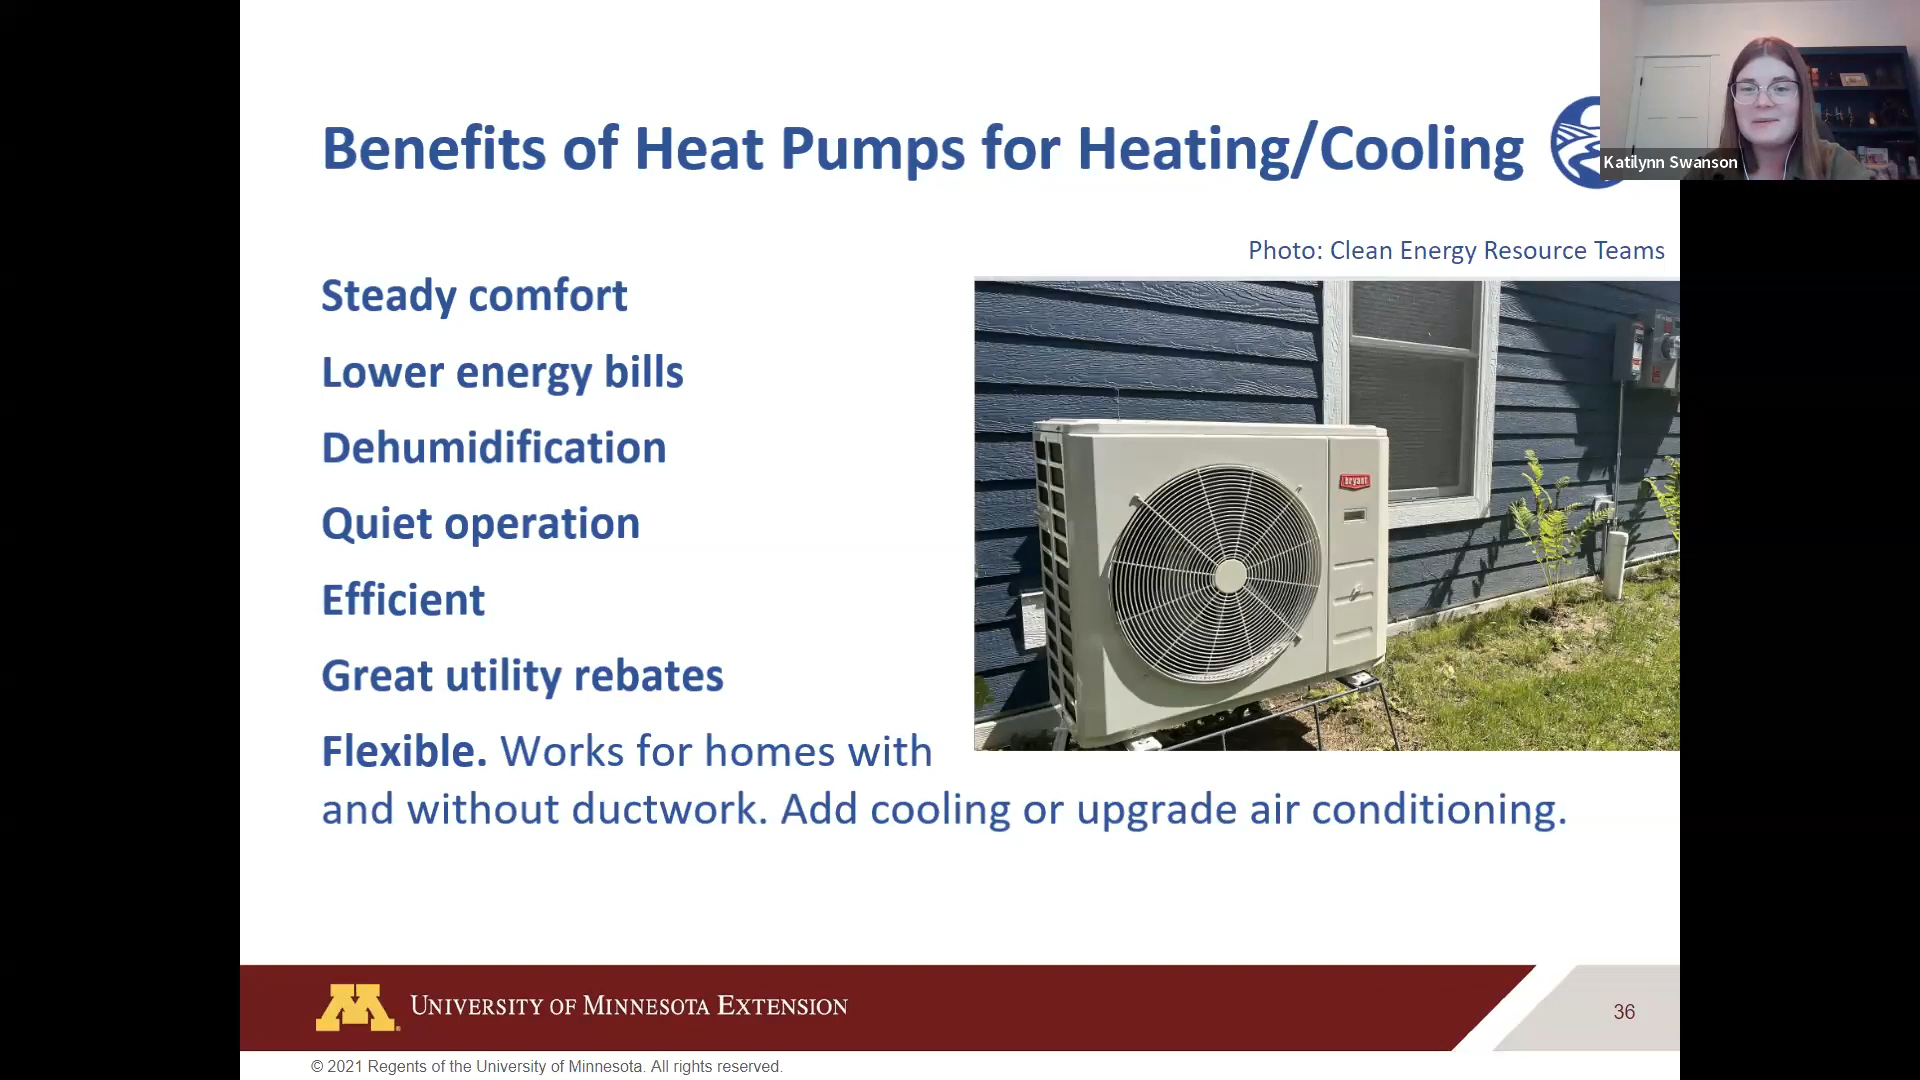 Benefits of Heat Pumps for Heating/Cooling
Katilynn Swanson
Photo: Clean Energy Resource Teams
Steady comfort
Lower energy bills
Dehumidification
Quiet operation
Efficient
Great utility rebates
Flexible. Works for homes with
and without ductwork. Add cooling or upgrade air conditioning.
bryant
UNIVERSITY OF MINNESOTA EXTENSION
36
© 2021 Regents of the University of Minnesota. All rights reserved.